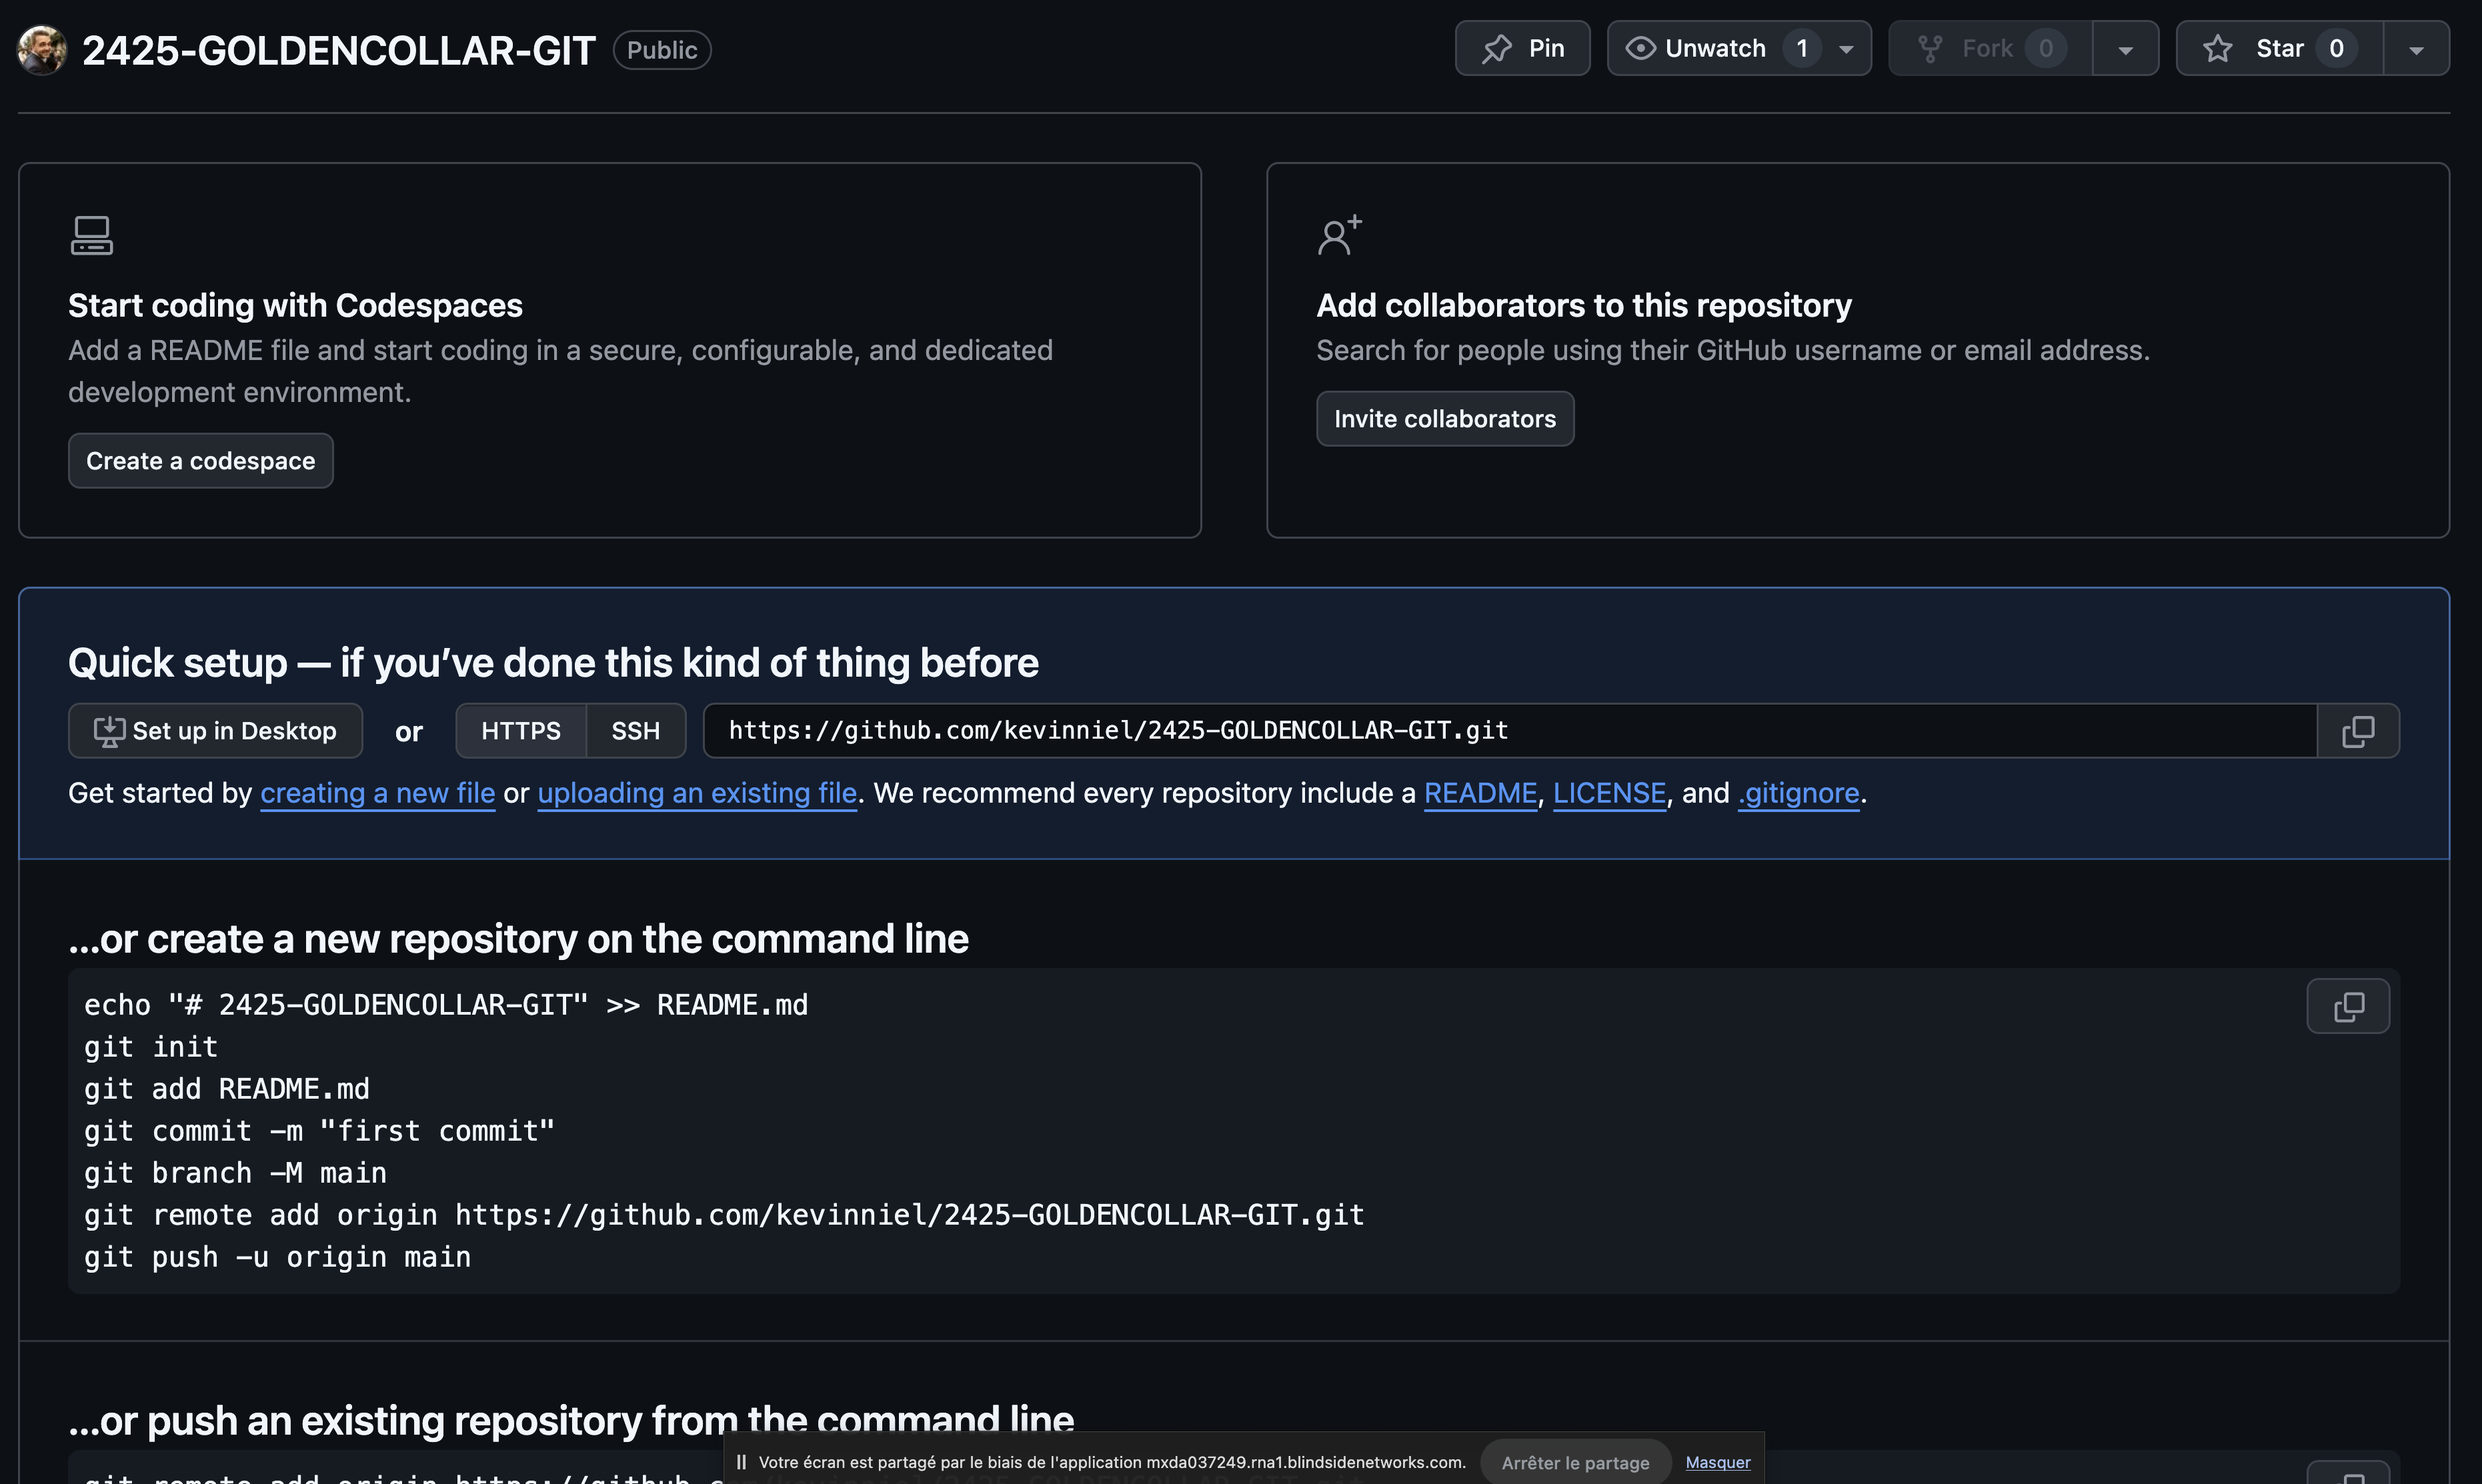 2425-GOLDENCOLLAR-GIT Public Pin Unwatch 1 Fork 0 Star 0
Start coding with Codespaces
Add a README file and start coding in a secure, configurable, and dedicated
development environment.
Create a codespace
Add collaborators to this repository
Search for people using their GitHub username or email address.
Invite collaborators
Quick setup — if you’ve done this kind of thing before
Set up in Desktop or HTTPS SSH https://github.com/kevinniel/2425-GOLDENCOLLAR-GIT.git
Get started by creating a new file or uploading an existing file. We recommend every repository include a README, LICENSE, and .gitignore.
…or create a new repository on the command line
echo "# 2425-GOLDENCOLLAR-GIT" >> README.md
git init
git add README.md
git commit -m "first commit"
git branch -M main
git remote add origin https://github.com/kevinniel/2425-GOLDENCOLLAR-GIT.git
git push -u origin main
…or push an existing repository from the command line
git remote add origin https://github.com/kevinniel/2425-GOLDENCOLLAR-GIT.git
Votre écran est partagé par le biais de l'application mxda037249.rna1.blindsidenetworks.com. Arrêter le partage Masquer